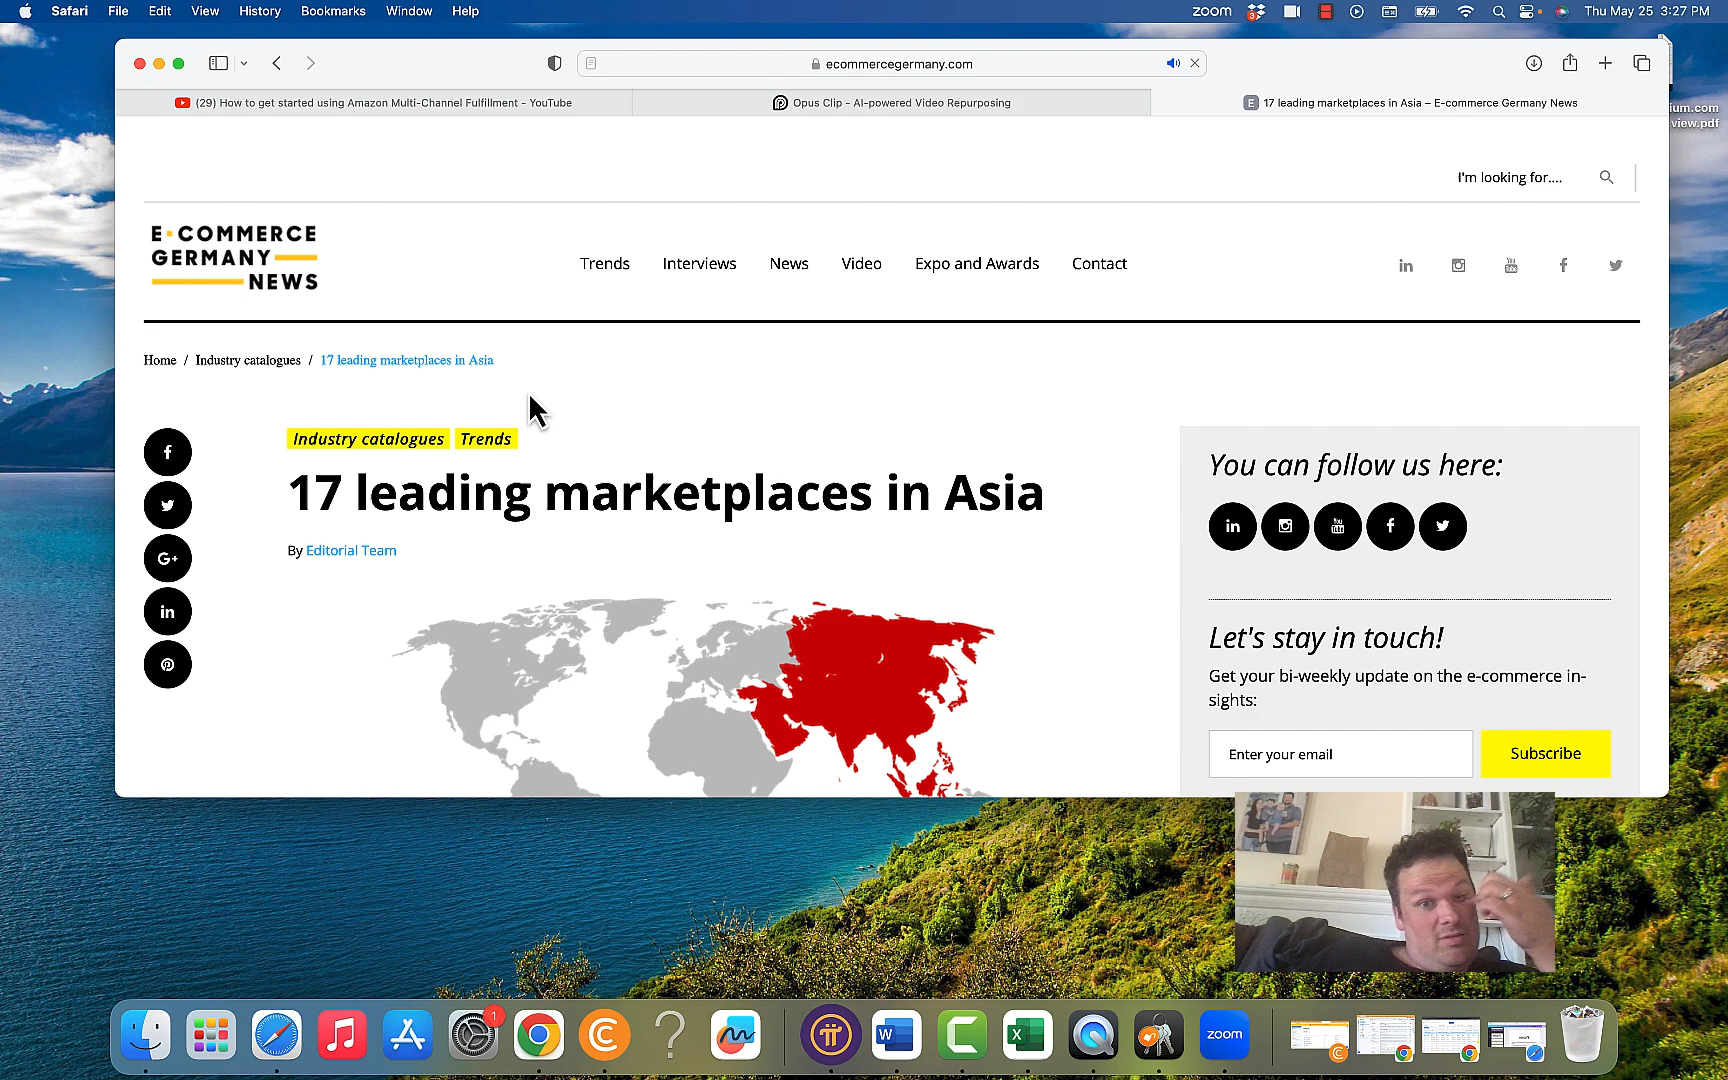 Safari File Edit View History Bookmarks Window Help
zoom
3
Thu May 25 3:27 PM
ecommercegermany.com
(29) How to get started using Amazon Multi-Channel Fulfillment - YouTube
Opus Clip - AI-powered Video Repurposing
E 17 leading marketplaces in Asia – E-commerce Germany News
ium.com
view.pdf
I'm looking for....
E-COMMERCE
GERMANY
NEWS
Trends Interviews News Video Expo and Awards Contact
Home / Industry catalogues / 17 leading marketplaces in Asia
Industry catalogues Trends
17 leading marketplaces in Asia
By Editorial Team
You can follow us here:
Let's stay in touch!
Get your bi-weekly update on the e-commerce in-
sights:
Enter your email
Subscribe
1
zoom